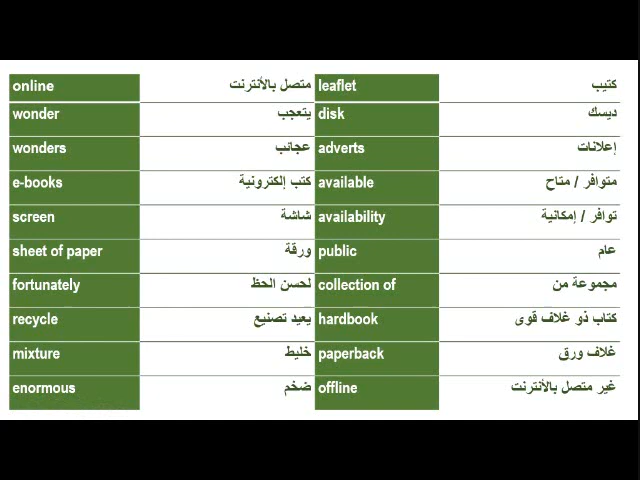 online متصل بالأنترنت leaflet كتيب
wonder يتعجب disk ديسك
wonders عجائب adverts إعلانات
e-books كتب إلكترونية available متوافر / متاح
screen شاشة availability توافر / إمكانية
sheet of paper ورقة public عام
fortunately لحسن الحظ collection of مجموعة من
recycle يعيد تصنيع hardbook كتاب ذو غلاف قوى
mixture خليط paperback غلاف ورق
enormous ضخم offline غير متصل بالأنترنت